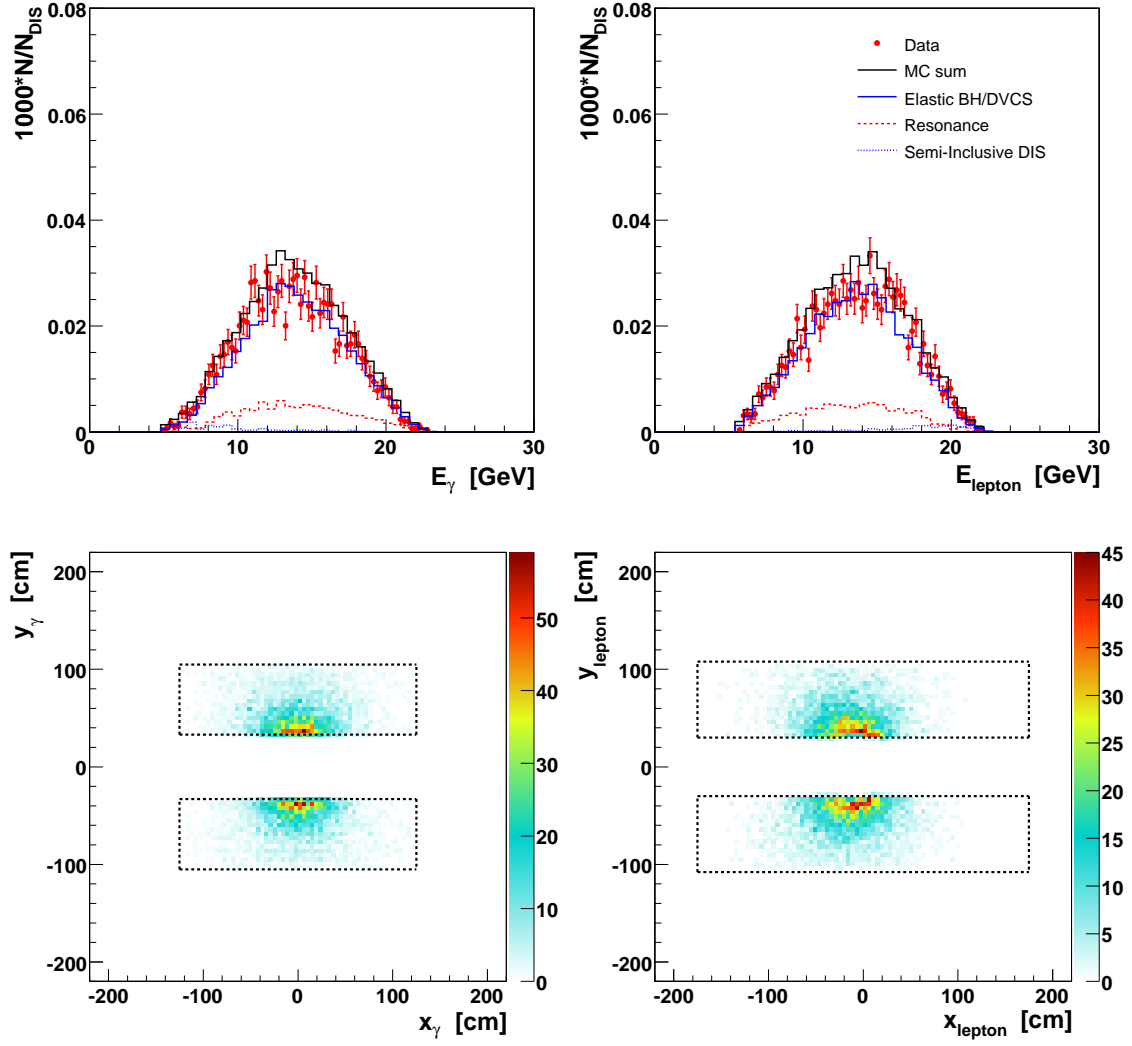 1000*N/N_DIS
0.08
0.06
0.04
0.02
0
0 10 20 30
E_γ [GeV]
1000*N/N_DIS
0.08
0.06
0.04
0.02
0
Data
MC sum
Elastic BH/DVCS
Resonance
Semi-Inclusive DIS
0 10 20 30
E_lepton [GeV]
y_γ [cm]
200
100
0
-100
-200
-200 -100 0 100 200
x_γ [cm]
50
40
30
20
10
0
y_lepton [cm]
200
100
0
-100
-200
-200 -100 0 100 200
x_lepton [cm]
45
40
35
30
25
20
15
10
5
0